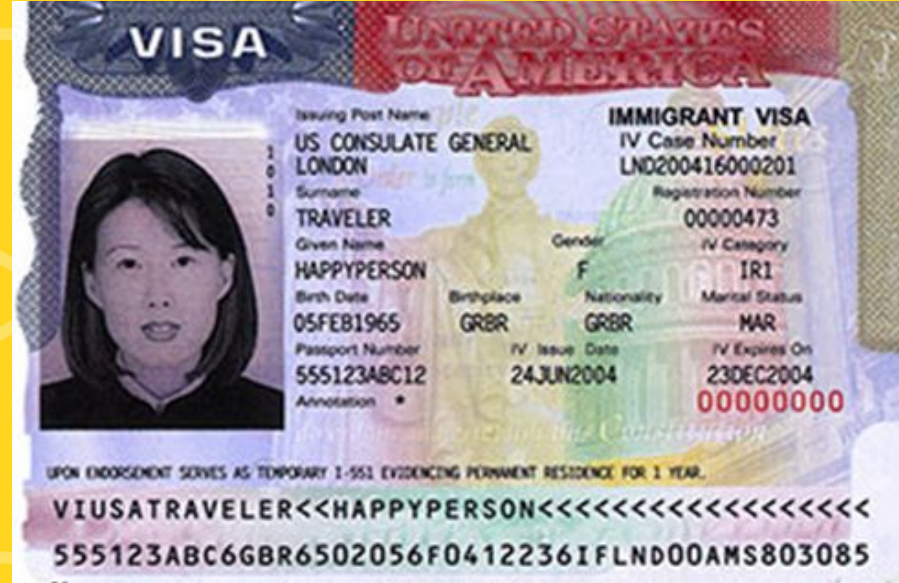 VISA
UNITED STATES
OF AMERICA
Issuing Post Name
IMMIGRANT VISA
US CONSULATE GENERAL
LONDON
IV Case Number
LND200416000201
Surname
Registration Number
TRAVELER
00000473
Given Name Gender IV Category
HAPPYPERSON F IR1
Birth Date Birthplace Nationality Marital Status
05FEB1965 GRBR GRBR MAR
Passport Number IV Issue Date IV Expires On
555123ABC12 24JUN2004 23DEC2004
Annotation *
00000000
Constitution
UPON ENDORSEMENT SERVES AS TEMPORARY I-551 EVIDENCING PERMANENT RESIDENCE FOR 1 YEAR.
VIUSATRAVELER<<HAPPYPERSON<<<<<<<<<<<<<<<<<<
555123ABC6GBR6502056F0412236IFLND00AMS803085